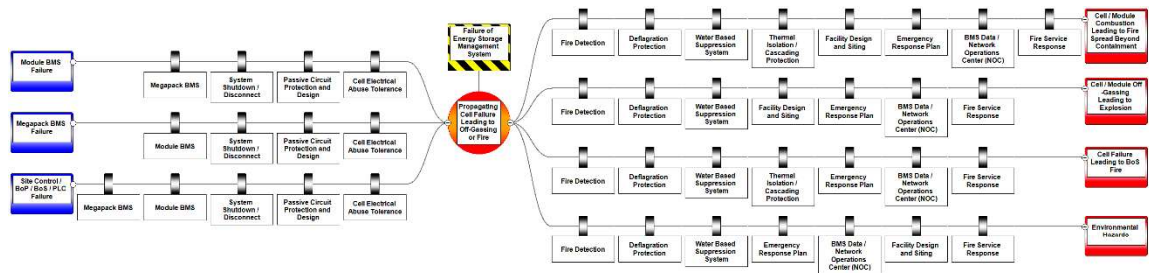 Module BMS
Failure
Megapack BMS
System
Shutdown /
Disconnect
Passive Circuit
Protection and
Design
Cell Electrical
Abuse Tolerance
Megapack BMS
Failure
Module BMS
System
Shutdown /
Disconnect
Passive Circuit
Protection and
Design
Cell Electrical
Abuse Tolerance
Site Control /
BoP / BoS / PLC
Failure
Megapack BMS
Module BMS
System
Shutdown /
Disconnect
Passive Circuit
Protection and
Design
Cell Electrical
Abuse Tolerance
Failure of
Energy Storage
Management
System
Propagating
Cell Failure
Leading to
Off-Gassing
or Fire
Fire Detection
Deflagration
Protection
Water Based
Suppression
System
Thermal
Isolation /
Cascading
Protection
Facility Design
and Siting
Emergency
Response Plan
BMS Data /
Network
Operations
Center (NOC)
Fire Service
Response
Cell / Module
Combustion
Leading to Fire
Spread Beyond
Containment
Fire Detection
Deflagration
Protection
Water Based
Suppression
System
Facility Design
and Siting
Emergency
Response Plan
BMS Data /
Network
Operations
Center (NOC)
Fire Service
Response
Cell / Module Off
-Gassing
Leading to
Explosion
Fire Detection
Deflagration
Protection
Water Based
Suppression
System
Thermal
Isolation /
Cascading
Protection
Emergency
Response Plan
BMS Data /
Network
Operations
Center (NOC)
Fire Service
Response
Cell Failure
Leading to BoS
Fire
Fire Detection
Deflagration
Protection
Water Based
Suppression
System
Emergency
Response Plan
BMS Data /
Network
Operations
Center (NOC)
Facility Design
and Siting
Fire Service
Response
Environmental
Hazards